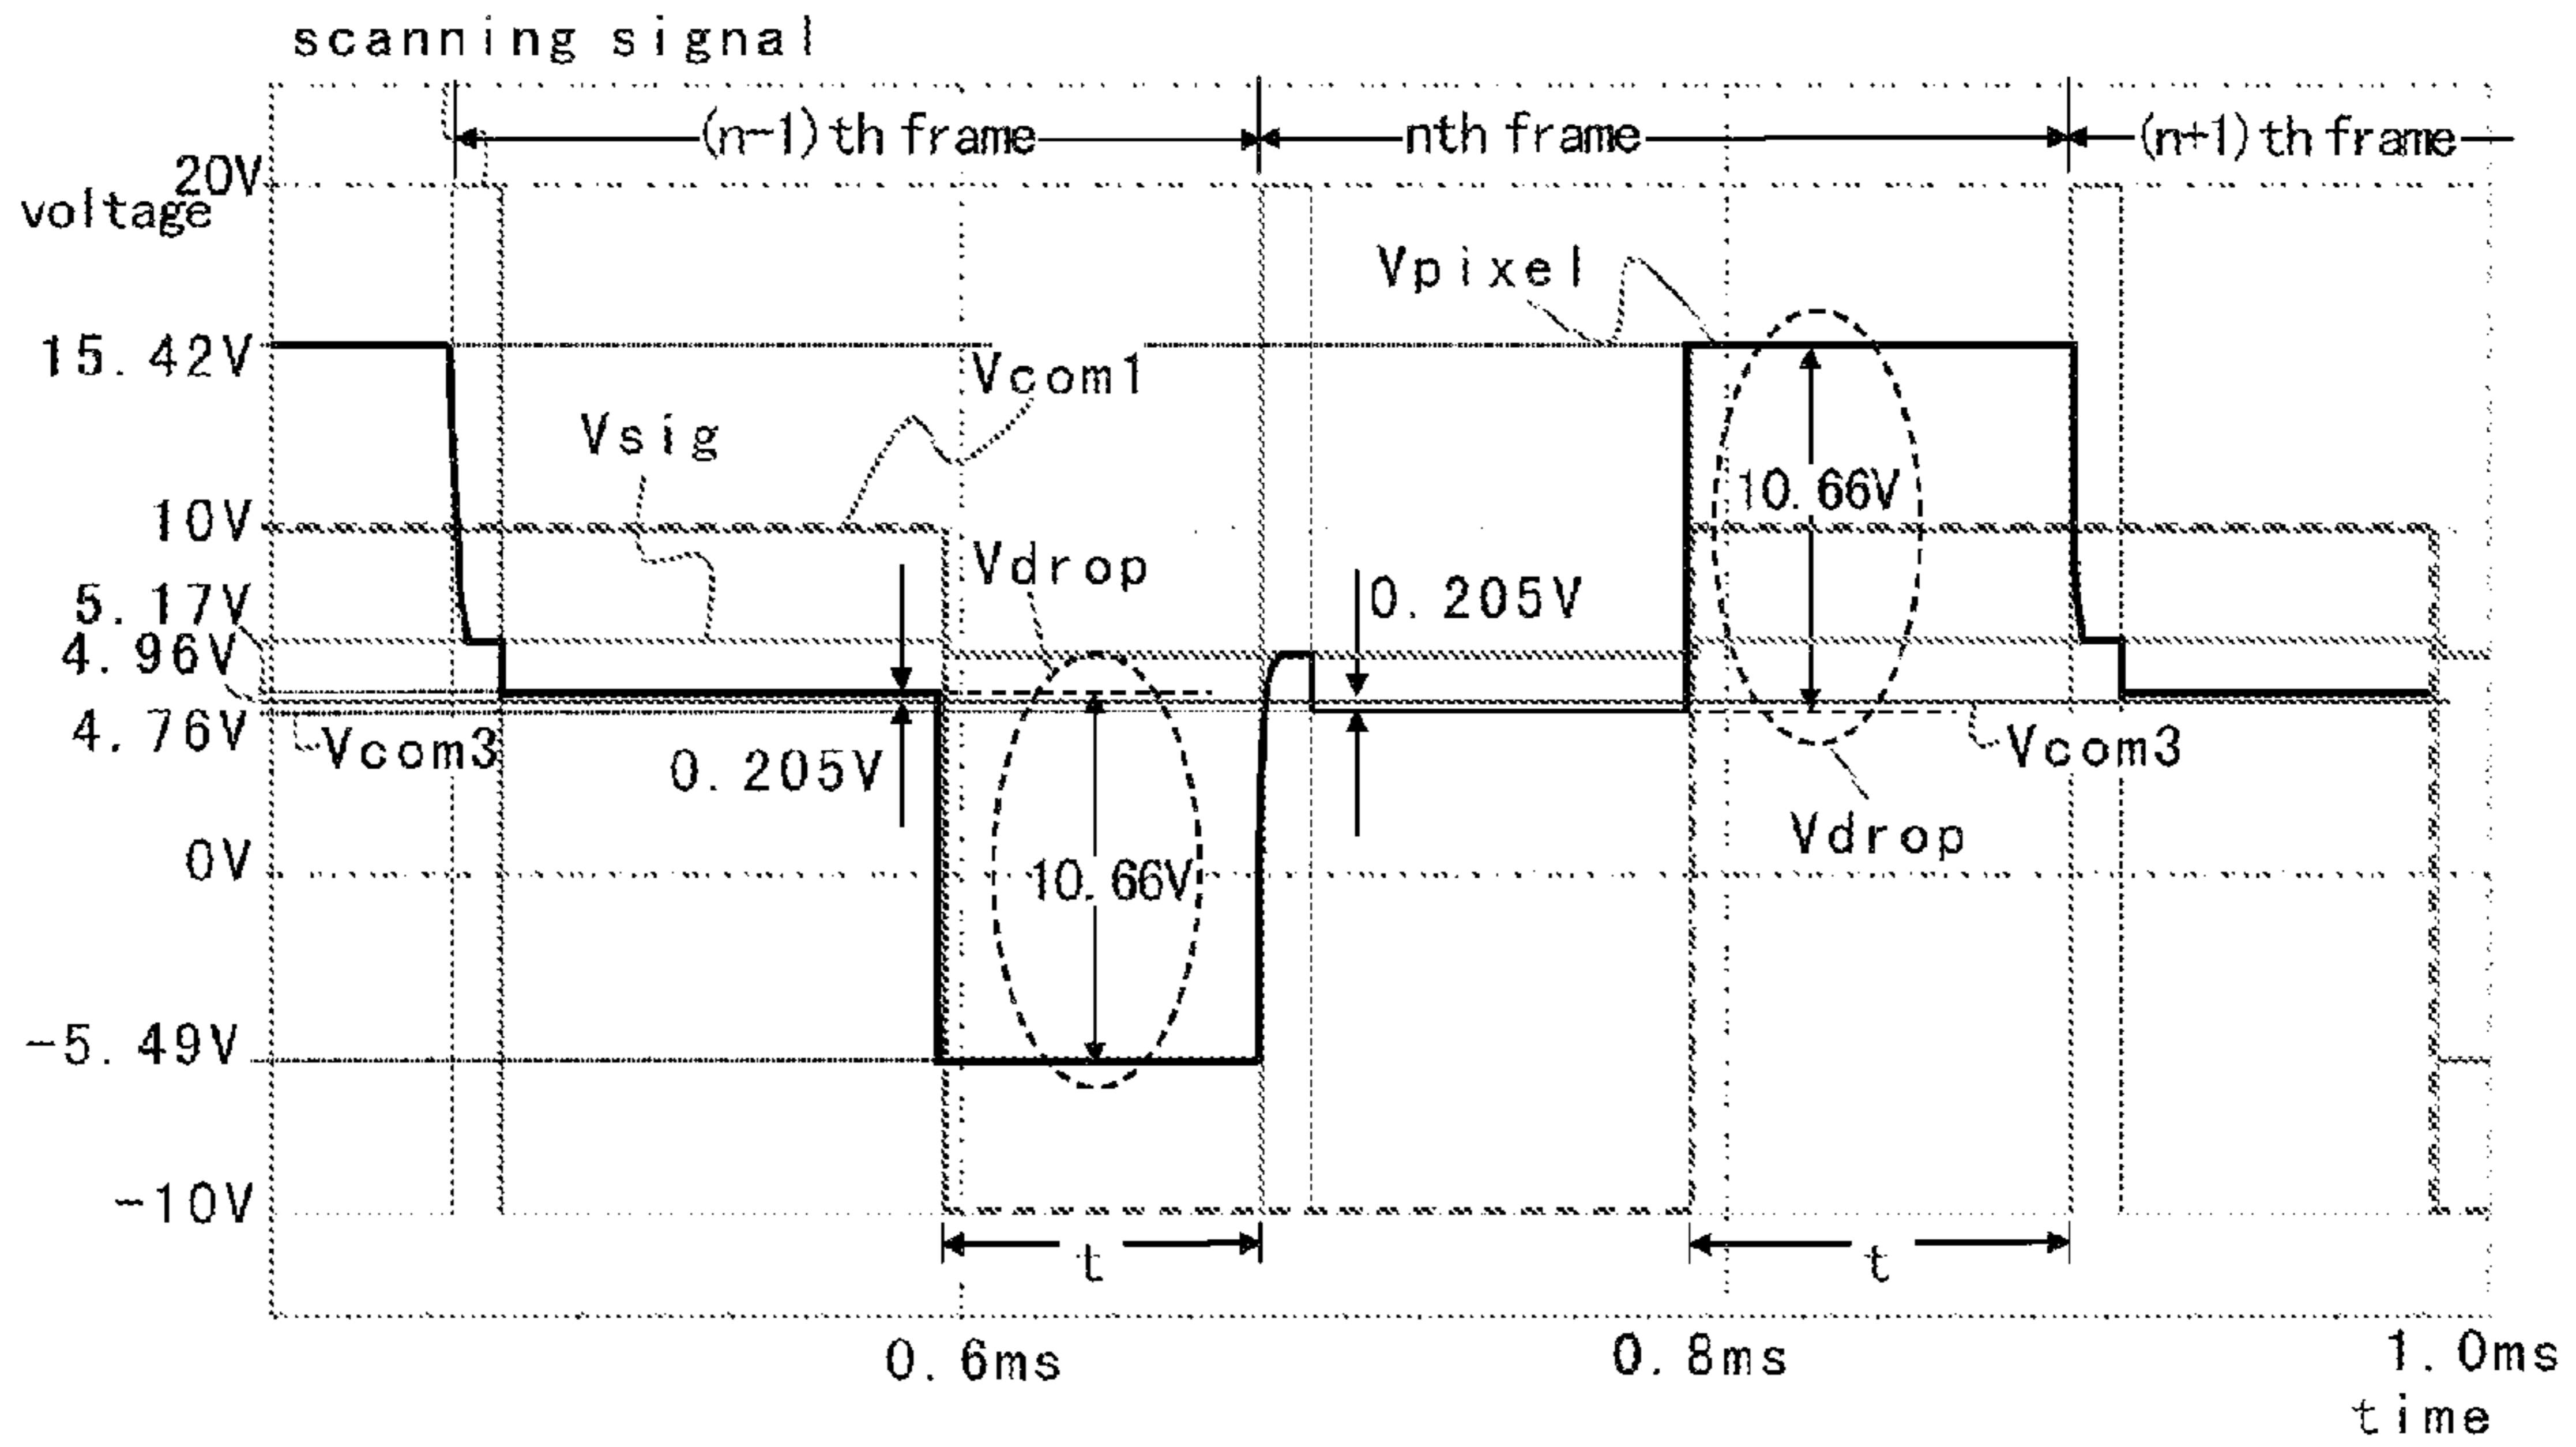 scanning signal
(n-1)th frame
nth frame
(n+1)th frame
20V
voltage
Vpixel
15.42V
Vcom1
Vsig
10.66V
10V
Vdrop
5.17V
0.205V
4.96V
4.76V
Vcom3
0.205V
Vcom3
Vdrop
0V
10.66V
-5.49V
-10V
t
t
0.6ms
0.8ms
1.0ms
time